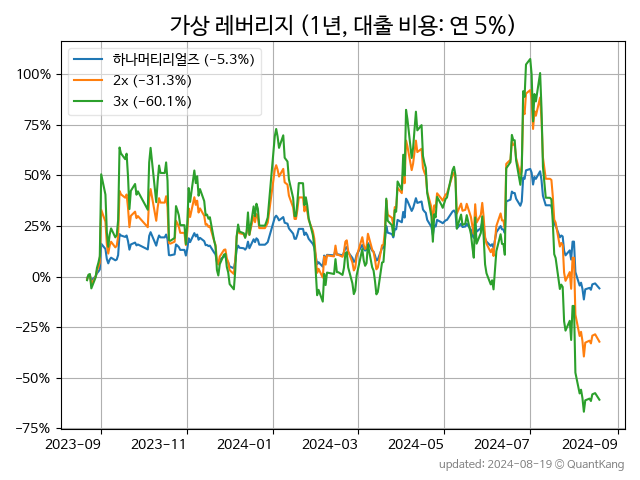 가상 레버리지 (1년, 대출 비용: 연 5%)
하나머티리얼즈 (−5.3%)
2x (−31.3%)
3x (−60.1%)
100%
75%
50%
25%
0%
−25%
−50%
−75%
2023-09 2023-11 2024-01 2024-03 2024-05 2024-07 2024-09
updated: 2024-08-19 © QuantKang